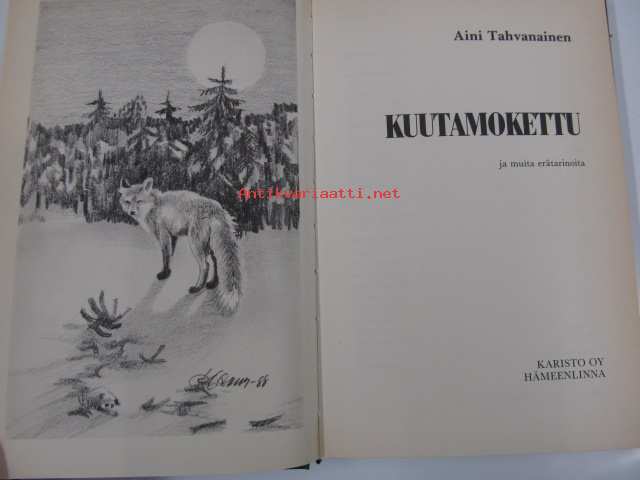 Aini Tahvanainen
KUUTAMOKETTU
ja muita erätarinoita
Antikvariaatti.net
KARISTO OY
HÄMEENLINNA